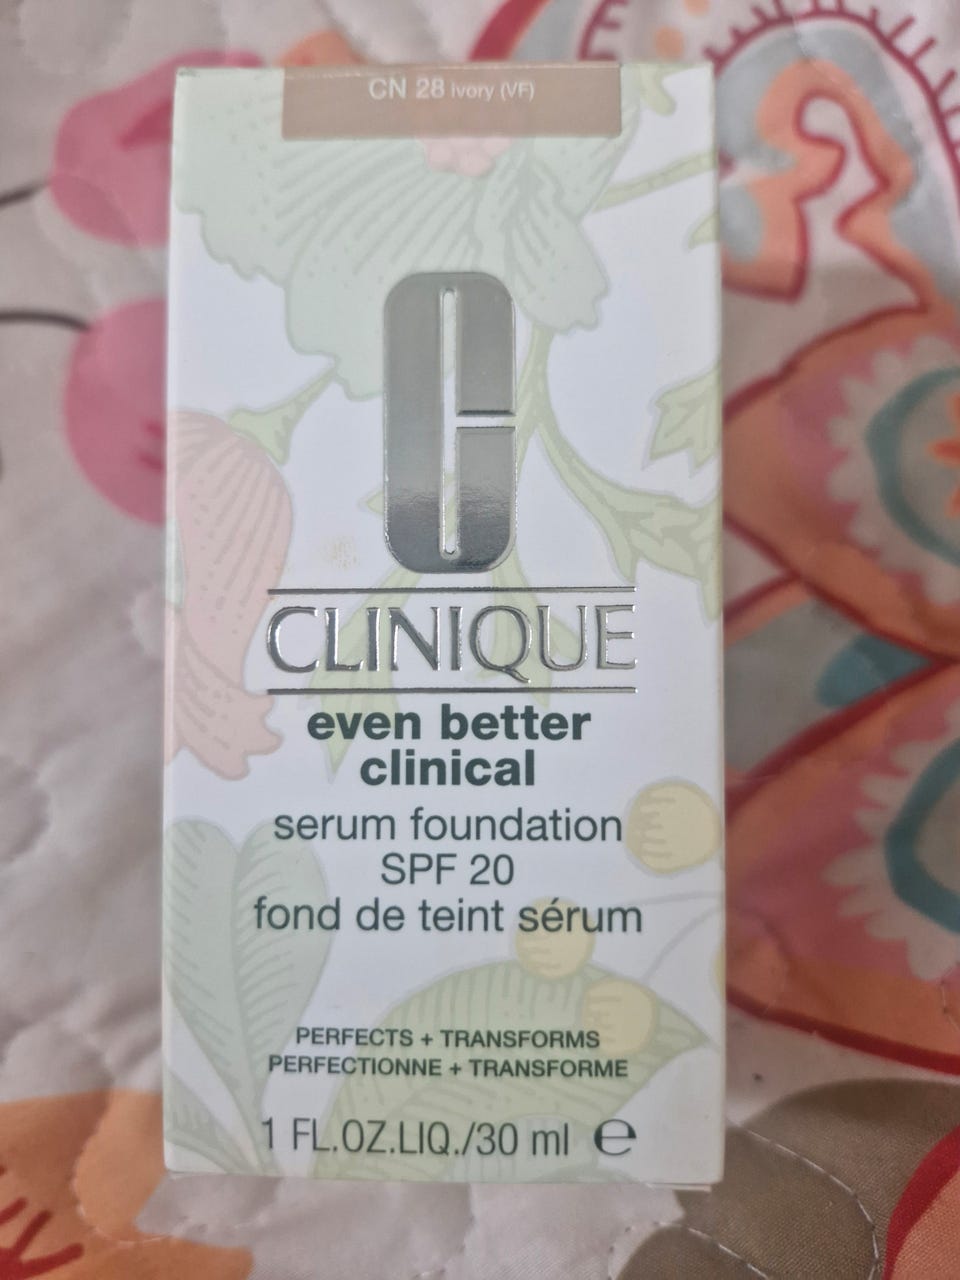 CN 28 ivory (VF)
CLINIQUE
even better
clinical
serum foundation
SPF 20
fond de teint sérum
PERFECTS + TRANSFORMS
PERFECTIONNE + TRANSFORME
1 FL.OZ.LIQ./30 ml ℮